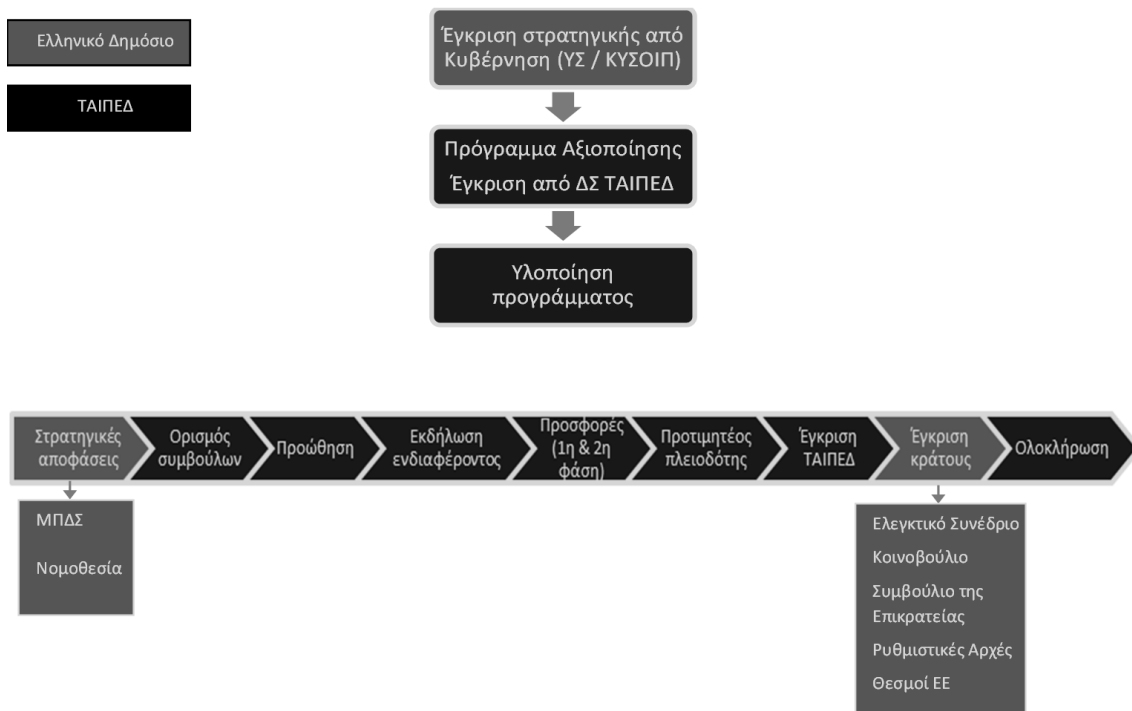 Ελληνικό Δημόσιο
ΤΑΙΠΕΔ
Έγκριση στρατηγικής από
Κυβέρνηση (ΥΣ / ΚΥΣΟΙΠ)
Πρόγραμμα Αξιοποίησης
Έγκριση από ΔΣ ΤΑΙΠΕΔ
Υλοποίηση
προγράμματος
Στρατηγικές
αποφάσεις
Ορισμός
συμβούλων
Προώθηση
Εκδήλωση
ενδιαφέροντος
Προσφορές
(1η & 2η
φάση)
Προτιμητέος
πλειοδότης
Έγκριση
ΤΑΙΠΕΔ
Έγκριση
κράτους
Ολοκλήρωση
ΜΠΔΣ
Νομοθεσία
Ελεγκτικό Συνέδριο
Κοινοβούλιο
Συμβούλιο της
Επικρατείας
Ρυθμιστικές Αρχές
Θεσμοί ΕΕ